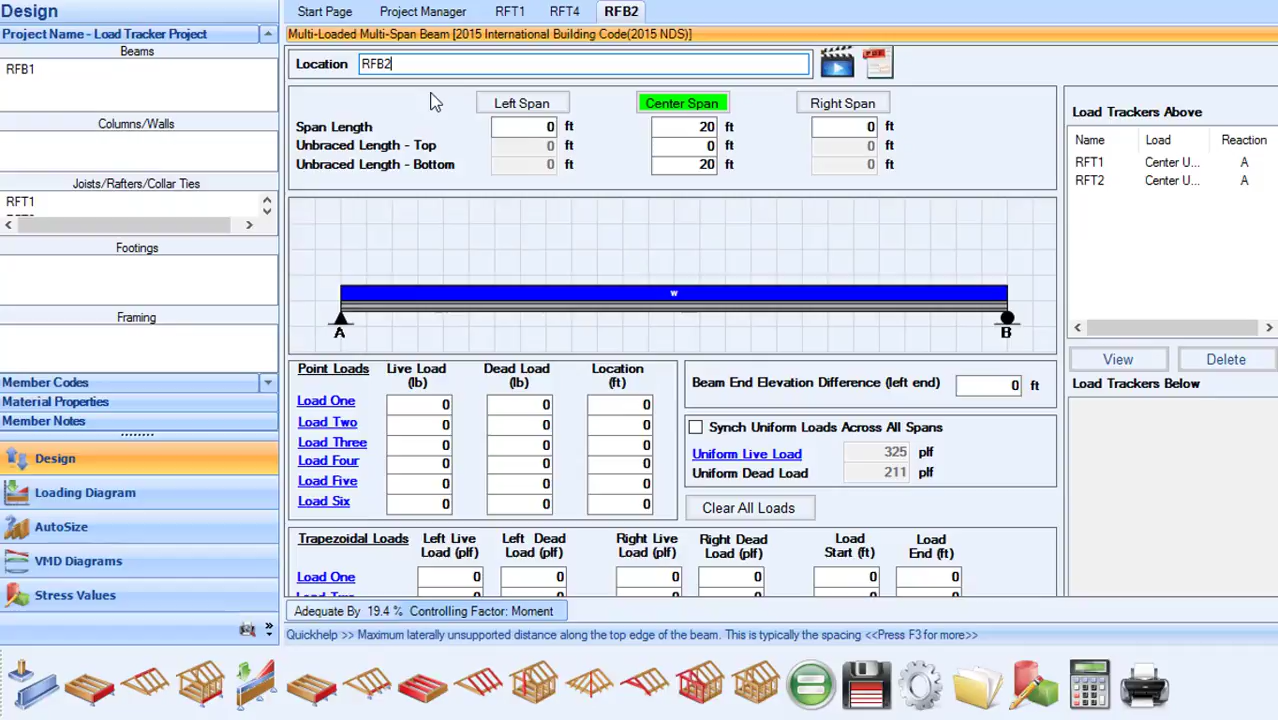 Design
Project Name - Load Tracker Project
Beams
RFB1
Columns/Walls
Joists/Rafters/Collar Ties
RFT1
Footings
Framing
Member Codes
Material Properties
Member Notes
Design
Loading Diagram
AutoSize
VMD Diagrams
Stress Values
Start Page Project Manager RFT1 RFT4 RFB2
Multi-Loaded Multi-Span Beam [2015 International Building Code(2015 NDS)]
Location RFB2
PDF
Left Span Center Span Right Span
Span Length 0 ft 20 ft 0 ft
Unbraced Length - Top 0 ft 0 ft 0 ft
Unbraced Length - Bottom 0 ft 20 ft 0 ft
w
A B
Point Loads Live Load (lb) Dead Load (lb) Location (ft)
Load One 0 0 0
Load Two 0 0 0
Load Three 0 0 0
Load Four 0 0 0
Load Five 0 0 0
Load Six 0 0 0
Beam End Elevation Difference (left end) 0 ft
Synch Uniform Loads Across All Spans
Uniform Live Load 325 plf
Uniform Dead Load 211 plf
Clear All Loads
Trapezoidal Loads Left Live Load (plf) Left Dead Load (plf) Right Live Load (plf) Right Dead Load (plf) Load Start (ft) Load End (ft)
Load One 0 0 0 0 0 0
Adequate By 19.4 % Controlling Factor: Moment
Quickhelp >> Maximum laterally unsupported distance along the top edge of the beam. This is typically the spacing <<Press F3 for more>>
Load Trackers Above
Name Load Reaction
RFT1 Center U... A
RFT2 Center U... A
View Delete
Load Trackers Below